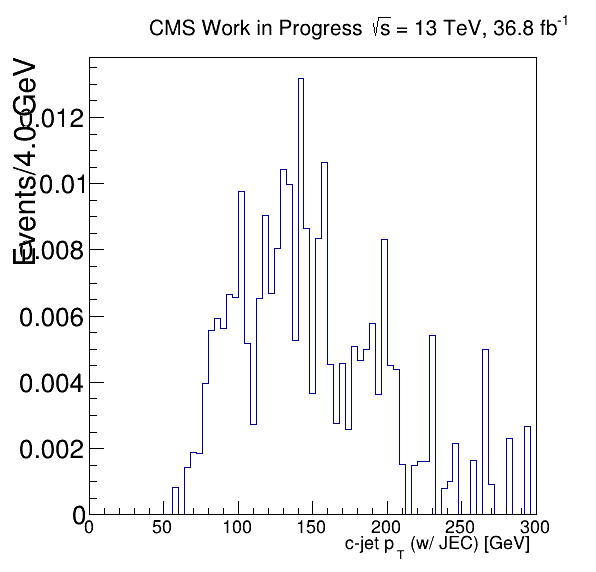 CMS Work in Progress √s = 13 TeV, 36.8 fb⁻¹
Events/4.0 GeV
0.012
0.01
0.008
0.006
0.004
0.002
0
0 50 100 150 200 250 300
c-jet p_T (w/ JEC) [GeV]